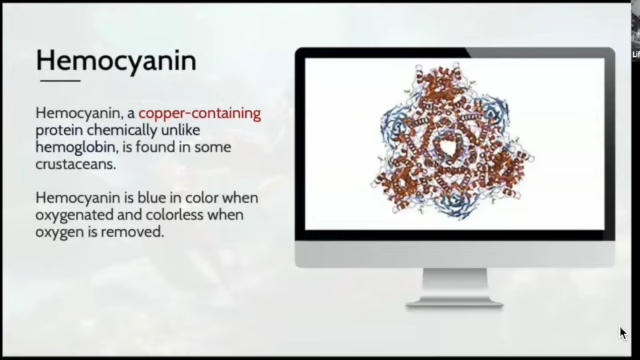 Hemocyanin
Hemocyanin, a copper-containing
protein chemically unlike
hemoglobin, is found in some
crustaceans.
Hemocyanin is blue in color when
oxygenated and colorless when
oxygen is removed.